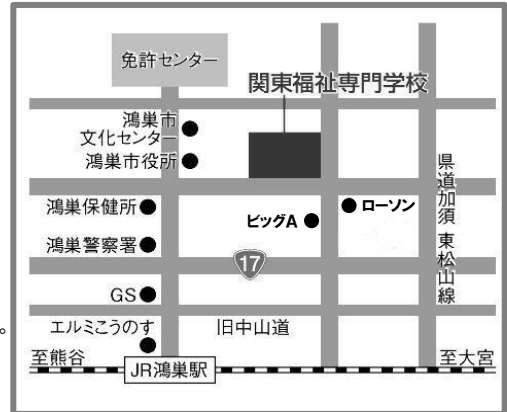 免許センター
関東福祉専門学校
鴻巣市
文化センター
鴻巣市役所
県道加須 東松山線
鴻巣保健所
ローソン
ビッグA
鴻巣警察署
17
GS
エルミこうのす
旧中山道
。
至熊谷
至大宮
JR鴻巣駅